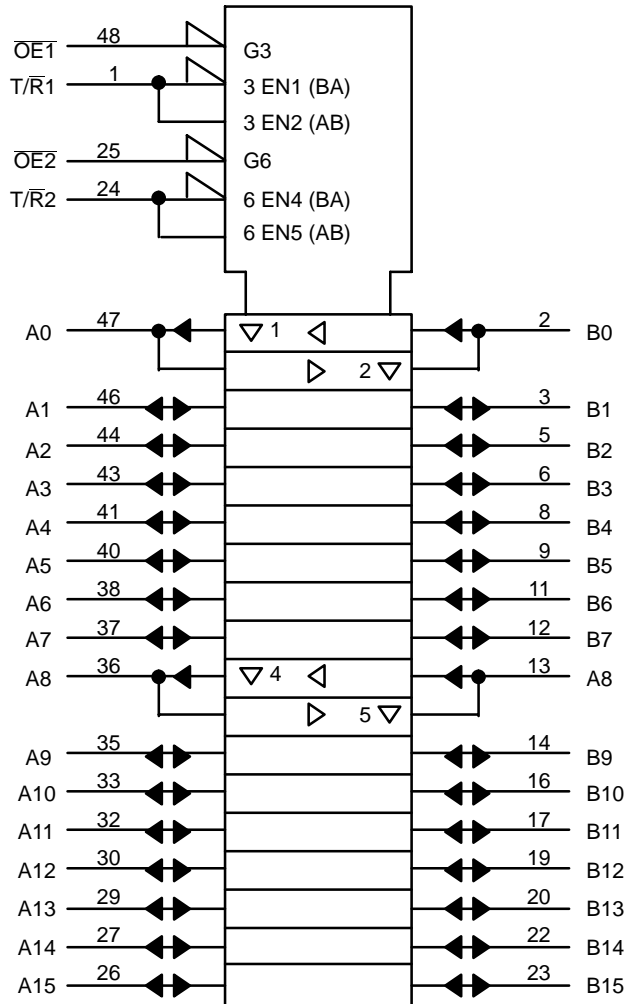 OE1 48 G3
T/R1 1 3 EN1 (BA)
3 EN2 (AB)
OE2 25 G6
T/R2 24 6 EN4 (BA)
6 EN5 (AB)
A0 47 1 2 B0
2
A1 46 3 B1
A2 44 5 B2
A3 43 6 B3
A4 41 8 B4
A5 40 9 B5
A6 38 11 B6
A7 37 12 B7
A8 36 4 13 A8
5
A9 35 14 B9
A10 33 16 B10
A11 32 17 B11
A12 30 19 B12
A13 29 20 B13
A14 27 22 B14
A15 26 23 B15